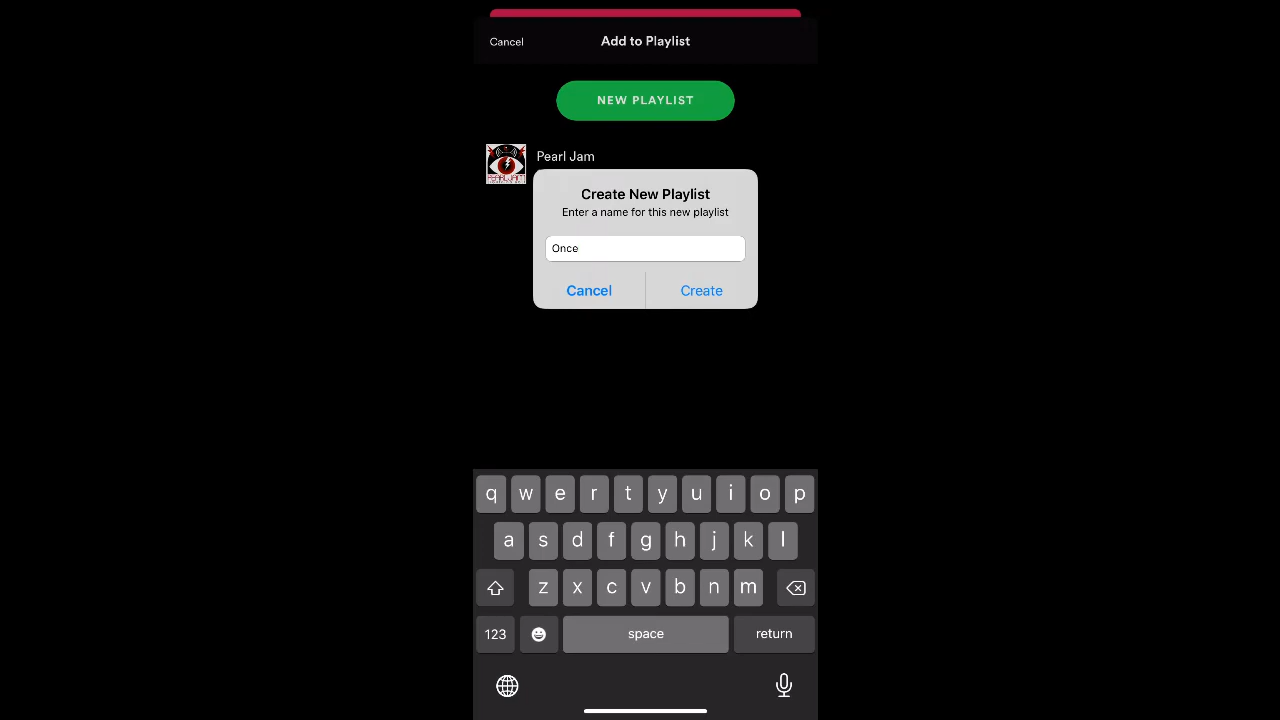 Cancel
Add to Playlist
NEW PLAYLIST
Pearl Jam
Create New Playlist
Enter a name for this new playlist
Once
Cancel
Create
q w e r t y u i o p
a s d f g h j k l
z x c v b n m
123
space
return